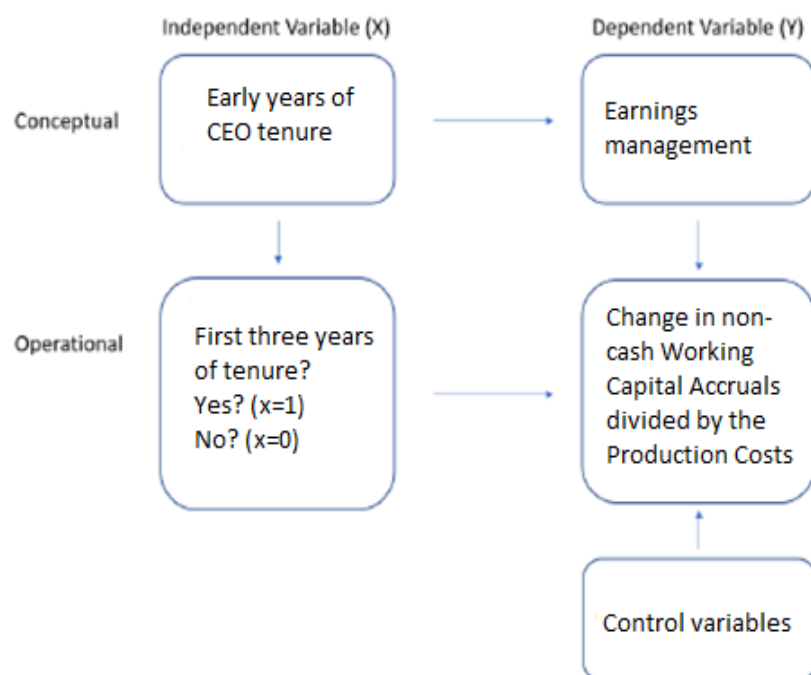 Independent Variable (X)
Dependent Variable (Y)
Conceptual
Early years of
CEO tenure
Earnings
management
Operational
First three years
of tenure?
Yes? (x=1)
No? (x=0)
Change in non-
cash Working
Capital Accruals
divided by the
Production Costs
Control variables